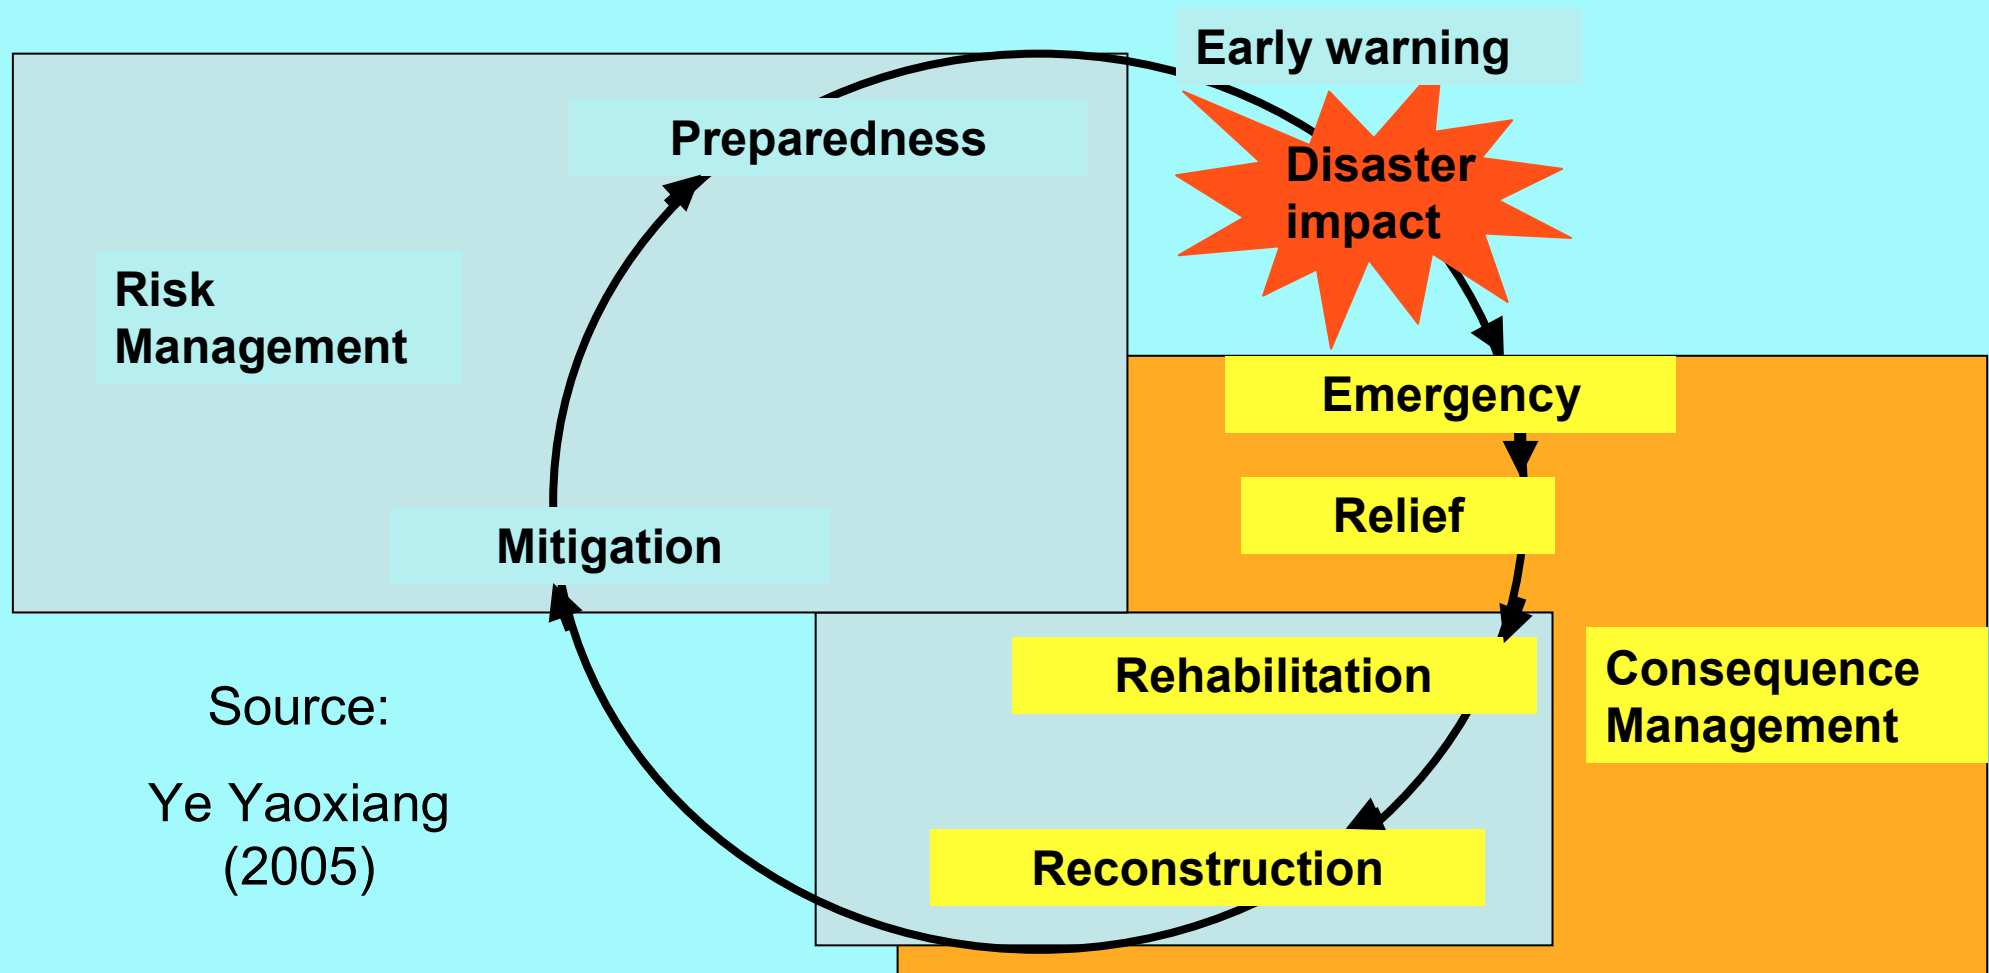 Early warning
Preparedness
Disaster
impact
Risk
Management
Emergency
Relief
Mitigation
Rehabilitation
Consequence
Management
Source:
Ye Yaoxiang
(2005)
Reconstruction